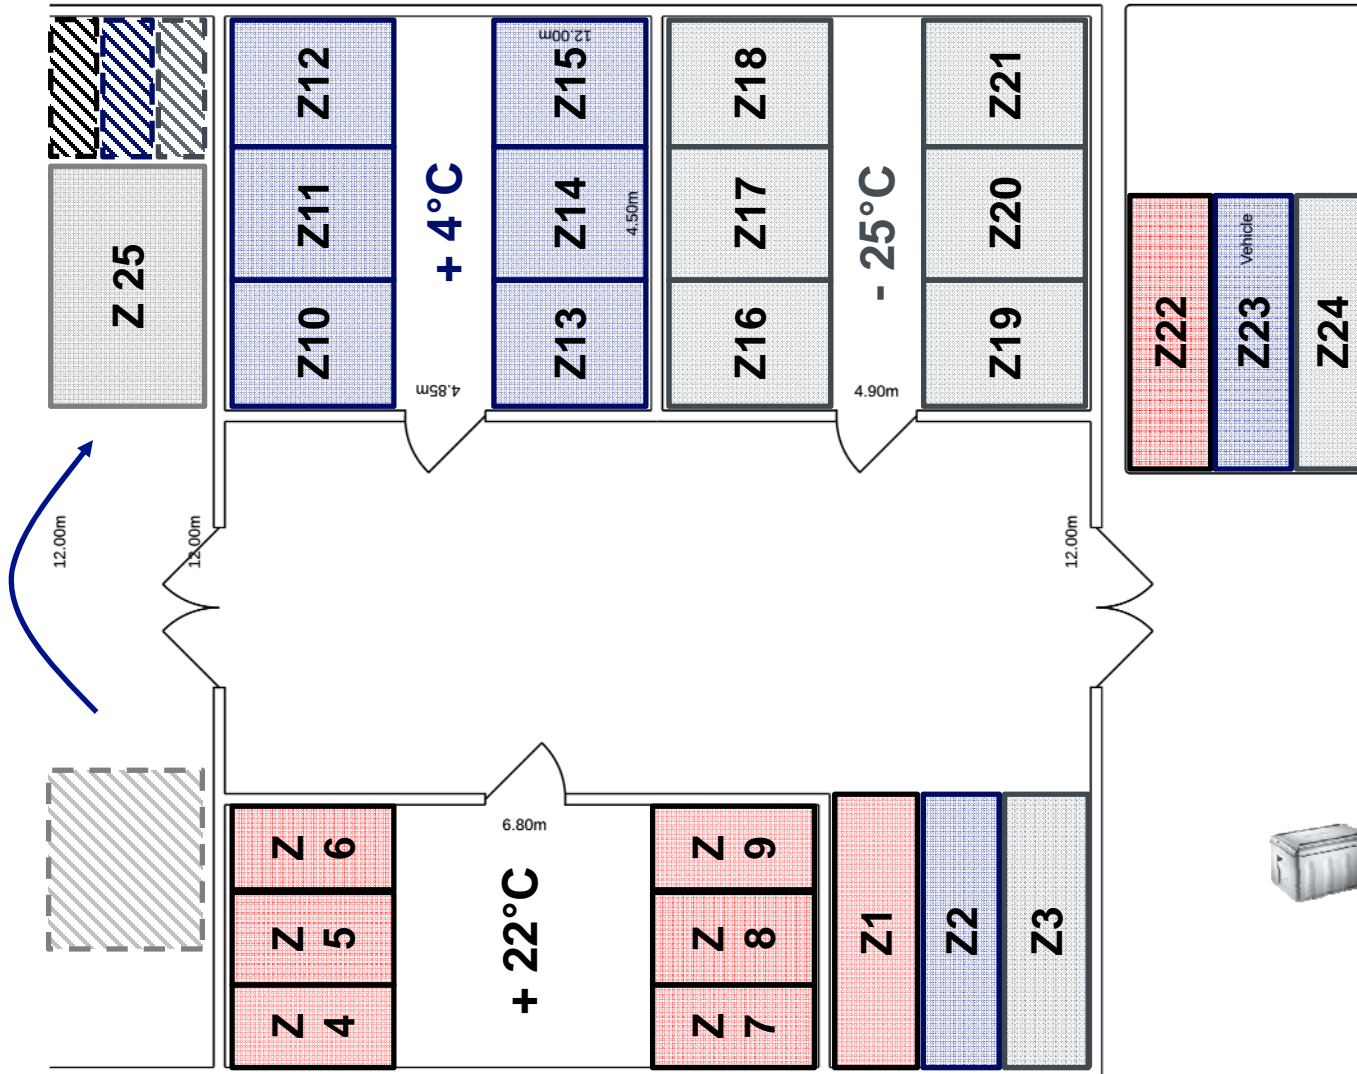 Z12
Z11
Z10
+ 4°C
4.85m
12.00m
Z15
Z14
4.50m
Z13
Z18
Z17
Z16
- 25°C
4.90m
Z21
Z20
Z19
Z 25
Z22
Vehicle
Z23
Z24
12.00m
12.00m
12.00m
6.80m
+ 22°C
Z 6
Z 5
Z 4
Z 9
Z 8
Z 7
Z1
Z2
Z3